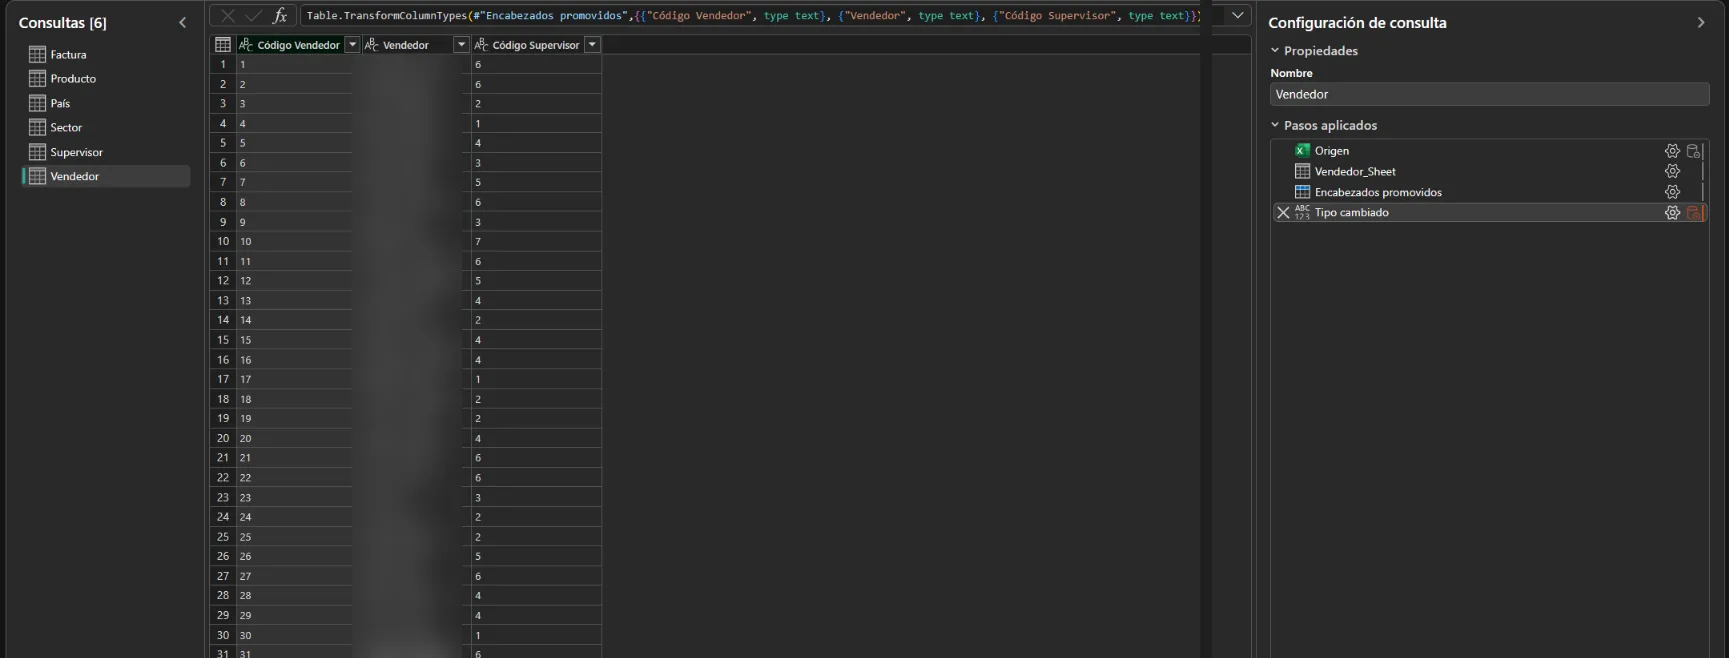 Consultas [6]
Factura
Producto
País
Sector
Supervisor
Vendedor
fx
Table.TransformColumnTypes(#"Encabezados promovidos",{{"Código Vendedor", type text}, {"Vendedor", type text}, {"Código Supervisor", type text}})
ABC Código Vendedor ABC Vendedor ABC Código Supervisor
1 1 6
2 2 6
3 3 2
4 4 1
5 5 4
6 6 3
7 7 5
8 8 6
9 9 3
10 10 7
11 11 6
12 12 5
13 13 4
14 14 2
15 15 4
16 16 4
17 17 1
18 18 2
19 19 2
20 20 4
21 21 6
22 22 6
23 23 3
24 24 2
25 25 2
26 26 5
27 27 6
28 28 4
29 29 4
30 30 1
31 31 6
Configuración de consulta
Propiedades
Nombre
Vendedor
Pasos aplicados
Origen
Vendedor_Sheet
Encabezados promovidos
ABC 123 Tipo cambiado